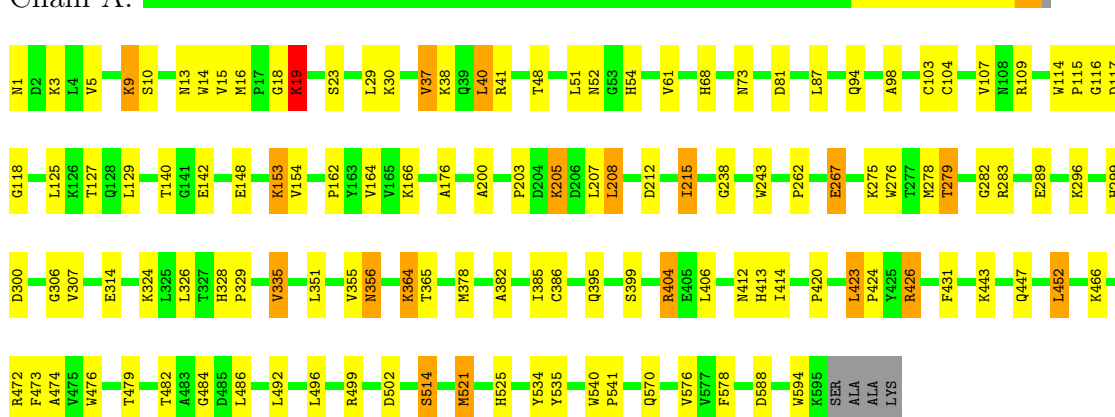 Chain A:
N1 D2 K3 L4 V5 K9 S10 N13 W14 V15 M16 P17 G18 K19 S23 L29 K30 V37 K38 Q39 L40 R41 T48 L51 N52 G53 H54 V61 H68 N73 D81 L87 Q94 A98 C103 C104 V107 N108 R109 W114 P115 G116 D117
G118 L125 K126 T127 Q128 L129 T140 G141 E142 E148 K153 V154 P162 Y163 V164 V165 K166 A176 A200 P203 D204 K205 D206 L207 L208 D212 I215 G238 W243 P262 E267 K275 W276 T277 M278 T279 G282 R283 E289 K296 H299
D300 G306 V307 E314 K324 L325 L326 T327 H328 P329 V335 L351 V355 N356 K364 T365 M378 A382 I385 C386 Q395 S399 R404 E405 L406 N412 H413 I414 P420 L423 P424 Y425 R426 F431 K443 Q447 L452 K466
R472 F473 A474 V475 W476 T479 T482 A483 G484 D485 L486 L492 L496 R499 D502 S514 M521 H525 Y534 Y535 W540 P541 Q570 V576 V577 F578 D588 W594 K595 SER ALA ALA LYS